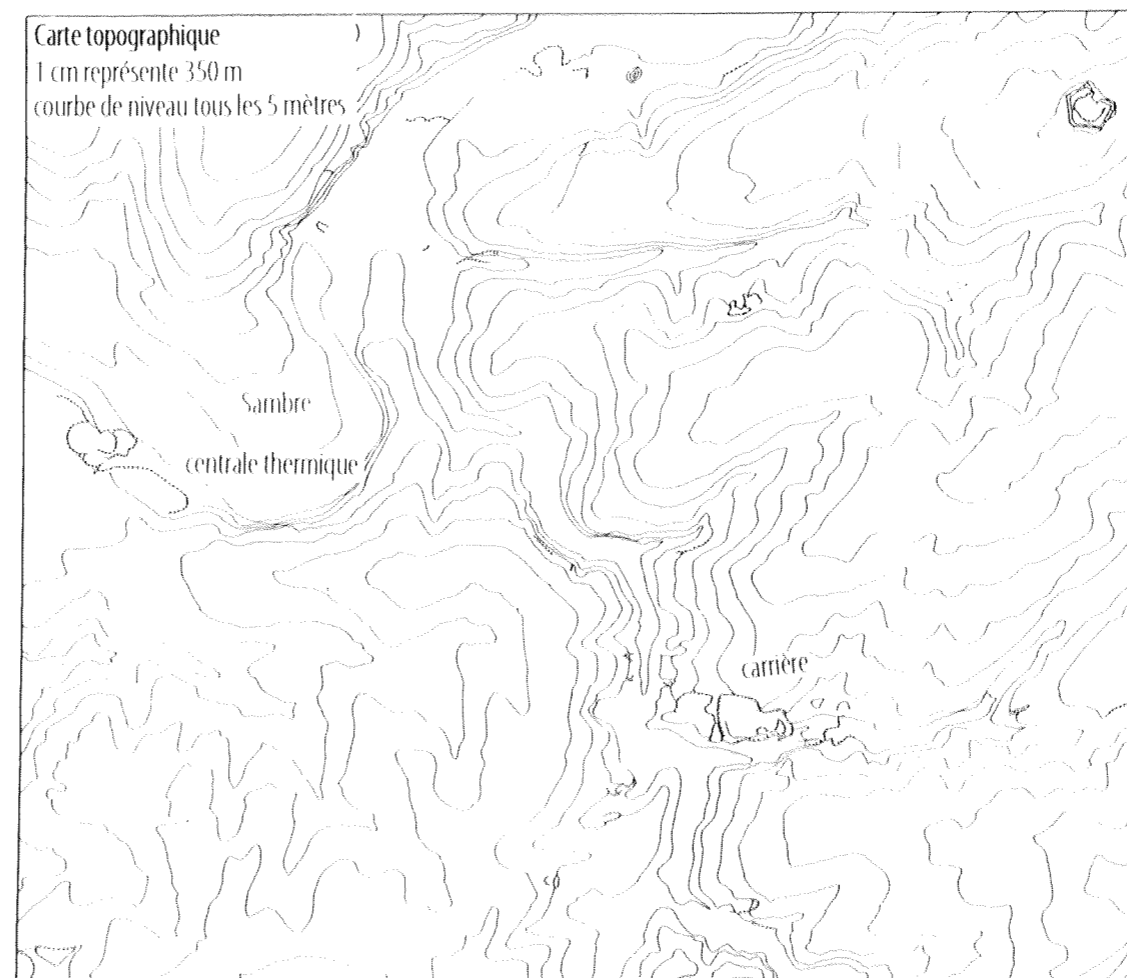 Carte topographique
1 cm représente 350 m
courbe de niveau tous les 5 mètres
Sambre
centrale thermique
carrière